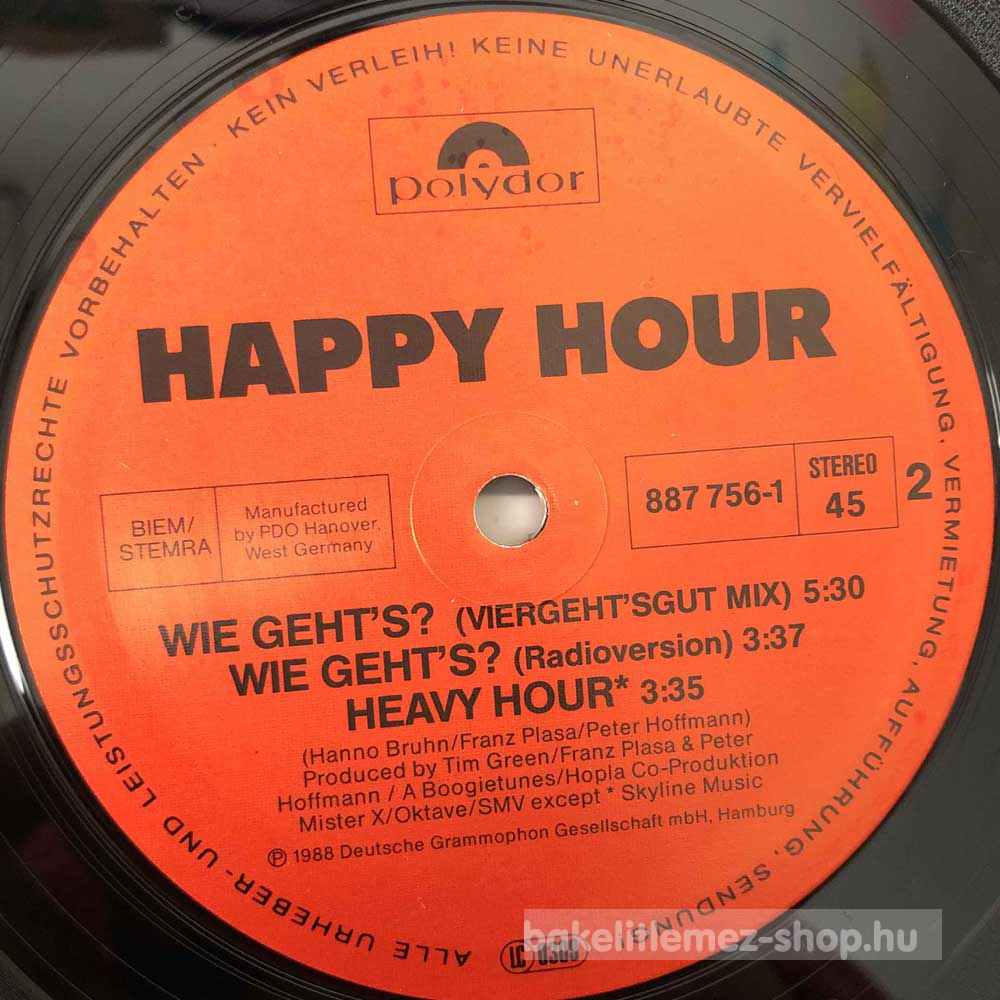 ALLE URHEBER- UND LEISTUNGSSCHUTZRECHTE VORBEHALTEN · KEIN VERLEIH! KEINE UNERLAUBTE VERVIELFÄLTIGUNG, VERMIETUNG, AUFFÜHRUNG, SENDUNG!
polydor
HAPPY HOUR
BIEM/
STEMRA
Manufactured
by PDO Hanover,
West Germany
887 756-1
STEREO
45
2
WIE GEHT'S? (VIERGEHT'SGUT MIX) 5:30
WIE GEHT'S? (Radioversion) 3:37
HEAVY HOUR* 3:35
(Hanno Bruhn/Franz Plasa/Peter Hoffmann)
Produced by Tim Green/Franz Plasa & Peter
Hoffmann / A Boogietunes/Hopla Co-Produktion
Mister X/Oktave/SMV except * Skyline Music
℗ 1988 Deutsche Grammophon Gesellschaft mbH, Hamburg
LC 0309
bakelitlemez-shop.hu